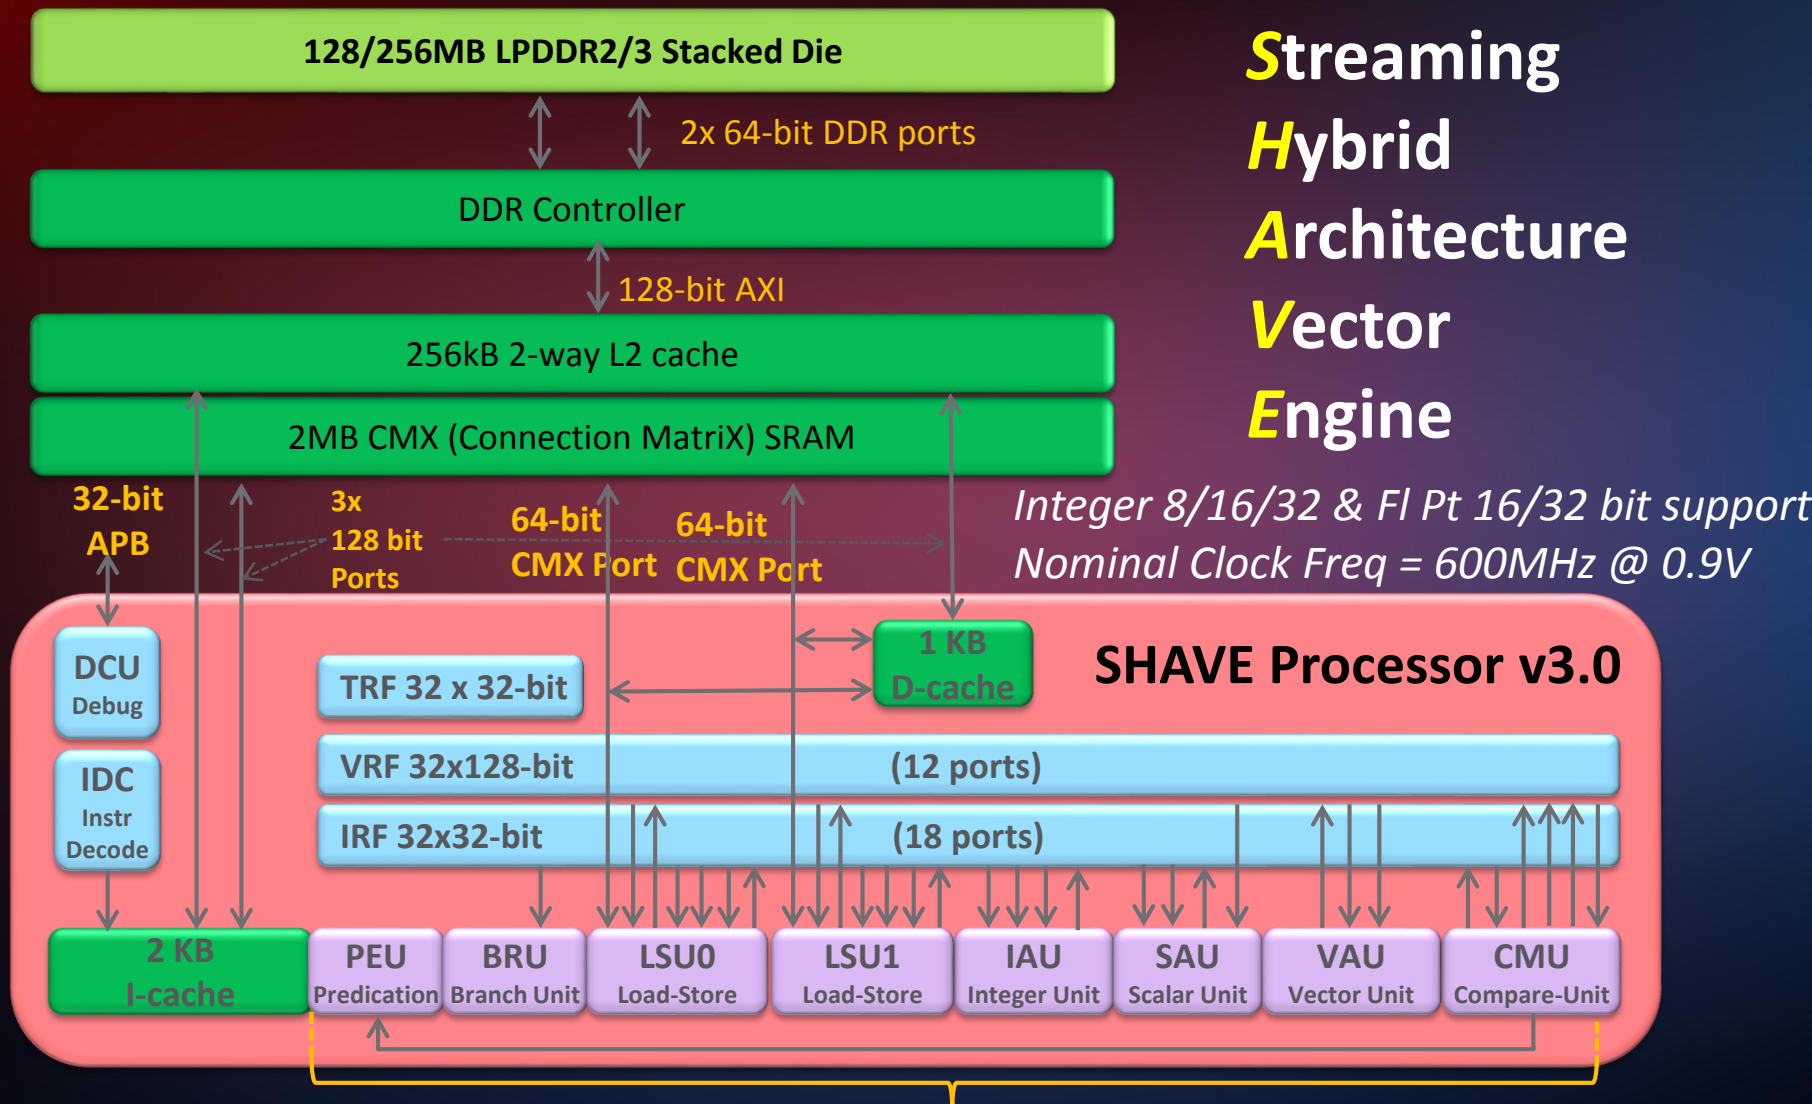 128/256MB LPDDR2/3 Stacked Die
2x 64-bit DDR ports
DDR Controller
128-bit AXI
256kB 2-way L2 cache
2MB CMX (Connection MatriX) SRAM
Streaming
Hybrid
Architecture
Vector
Engine
Integer 8/16/32 & Fl Pt 16/32 bit support
Nominal Clock Freq = 600MHz @ 0.9V
32-bit
APB
3x
128 bit
Ports
64-bit
CMX Port
64-bit
CMX Port
SHAVE Processor v3.0
DCU
Debug
IDC
Instr
Decode
1 KB
D-cache
TRF 32 x 32-bit
VRF 32x128-bit (12 ports)
IRF 32x32-bit (18 ports)
2 KB
I-cache
PEU
Predication
BRU
Branch Unit
LSU0
Load-Store
LSU1
Load-Store
IAU
Integer Unit
SAU
Scalar Unit
VAU
Vector Unit
CMU
Compare-Unit